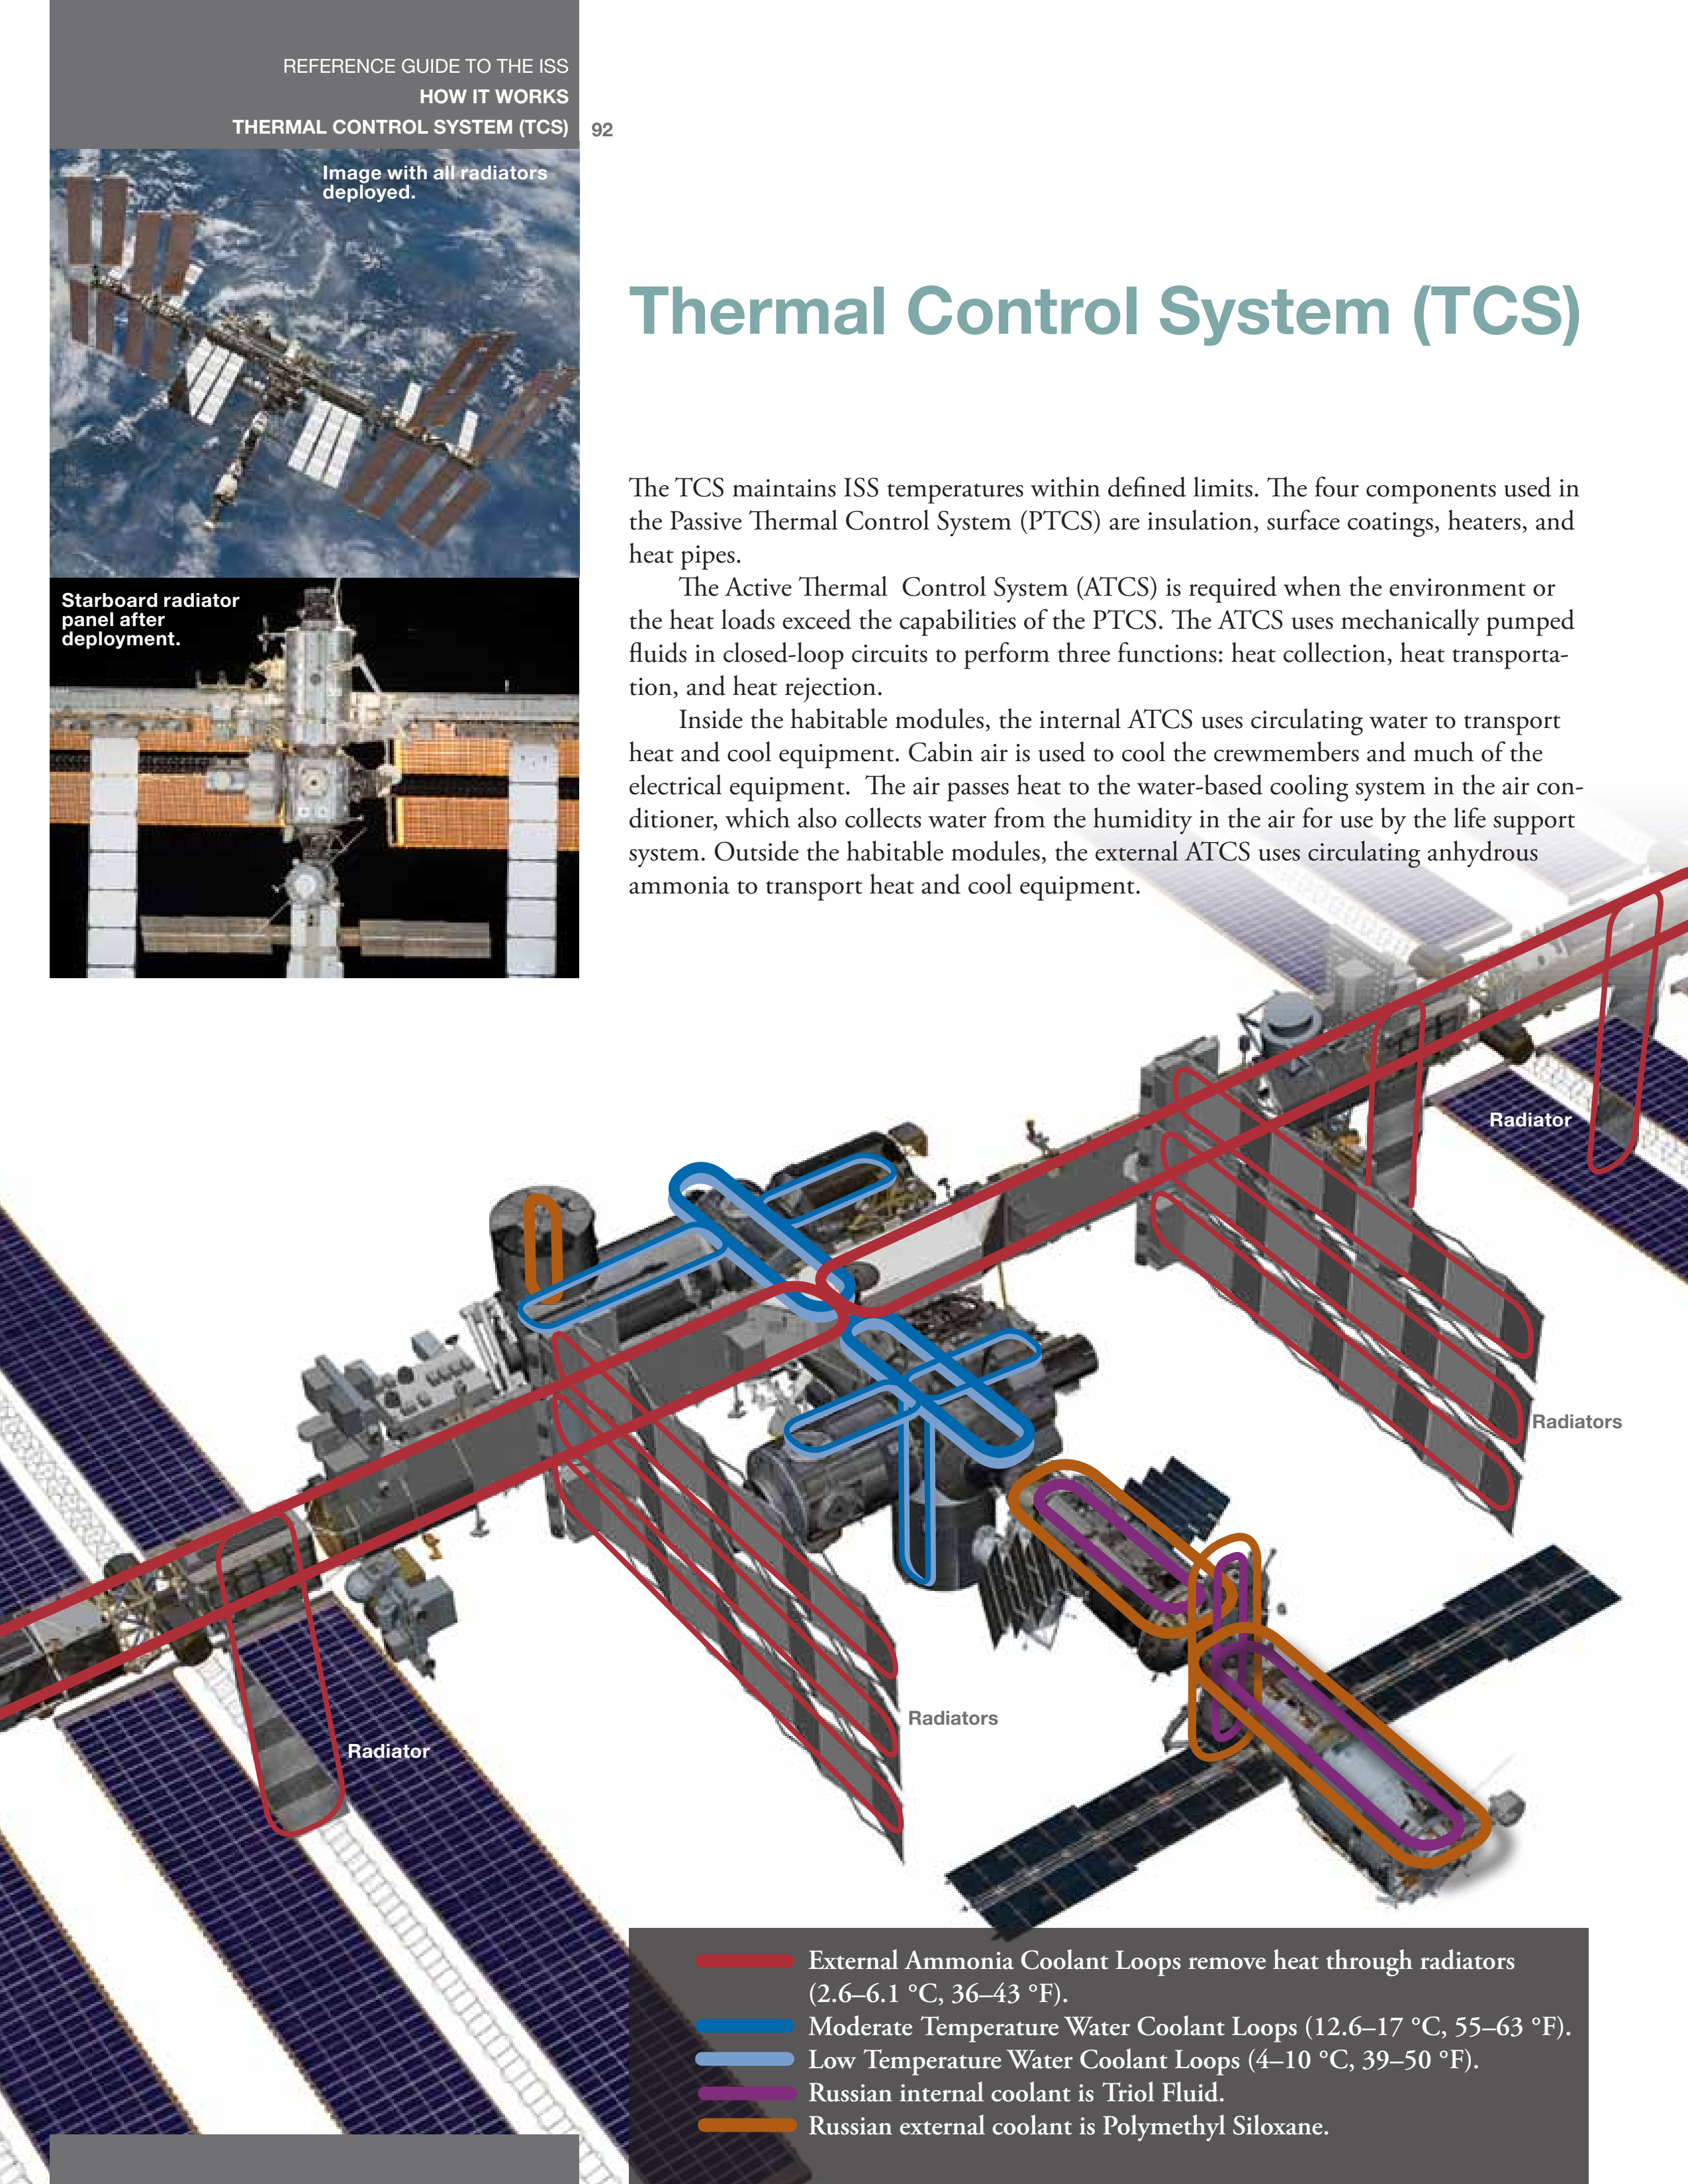 REFERENCE GUIDE TO THE ISS
HOW IT WORKS
THERMAL CONTROL SYSTEM (TCS)
92
Image with all radiators
deployed.
Starboard radiator
panel after
deployment.
Thermal Control System (TCS)
The TCS maintains ISS temperatures within defined limits. The four components used in
the Passive Thermal Control System (PTCS) are insulation, surface coatings, heaters, and
heat pipes.
The Active Thermal  Control System (ATCS) is required when the environment or
the heat loads exceed the capabilities of the PTCS. The ATCS uses mechanically pumped
fluids in closed-loop circuits to perform three functions: heat collection, heat transporta-
tion, and heat rejection.
Inside the habitable modules, the internal ATCS uses circulating water to transport
heat and cool equipment. Cabin air is used to cool the crewmembers and much of the
electrical equipment.  The air passes heat to the water-based cooling system in the air con-
ditioner, which also collects water from the humidity in the air for use by the life support
system. Outside the habitable modules, the external ATCS uses circulating anhydrous
ammonia to transport heat and cool equipment.
Radiator
Radiators
Radiators
Radiator
External Ammonia Coolant Loops remove heat through radiators
(2.6–6.1 °C, 36–43 °F).
Moderate Temperature Water Coolant Loops (12.6–17 °C, 55–63 °F).
Low Temperature Water Coolant Loops (4–10 °C, 39–50 °F).
Russian internal coolant is Triol Fluid.
Russian external coolant is Polymethyl Siloxane.